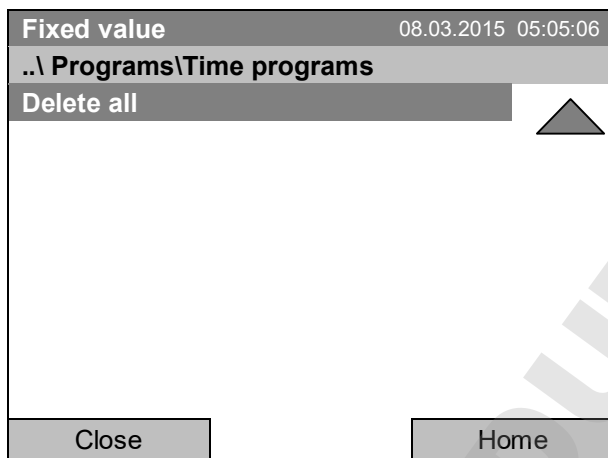 Fixed value 08.03.2015 05:05:06
..\ Programs\Time programs
Delete all
Close Home